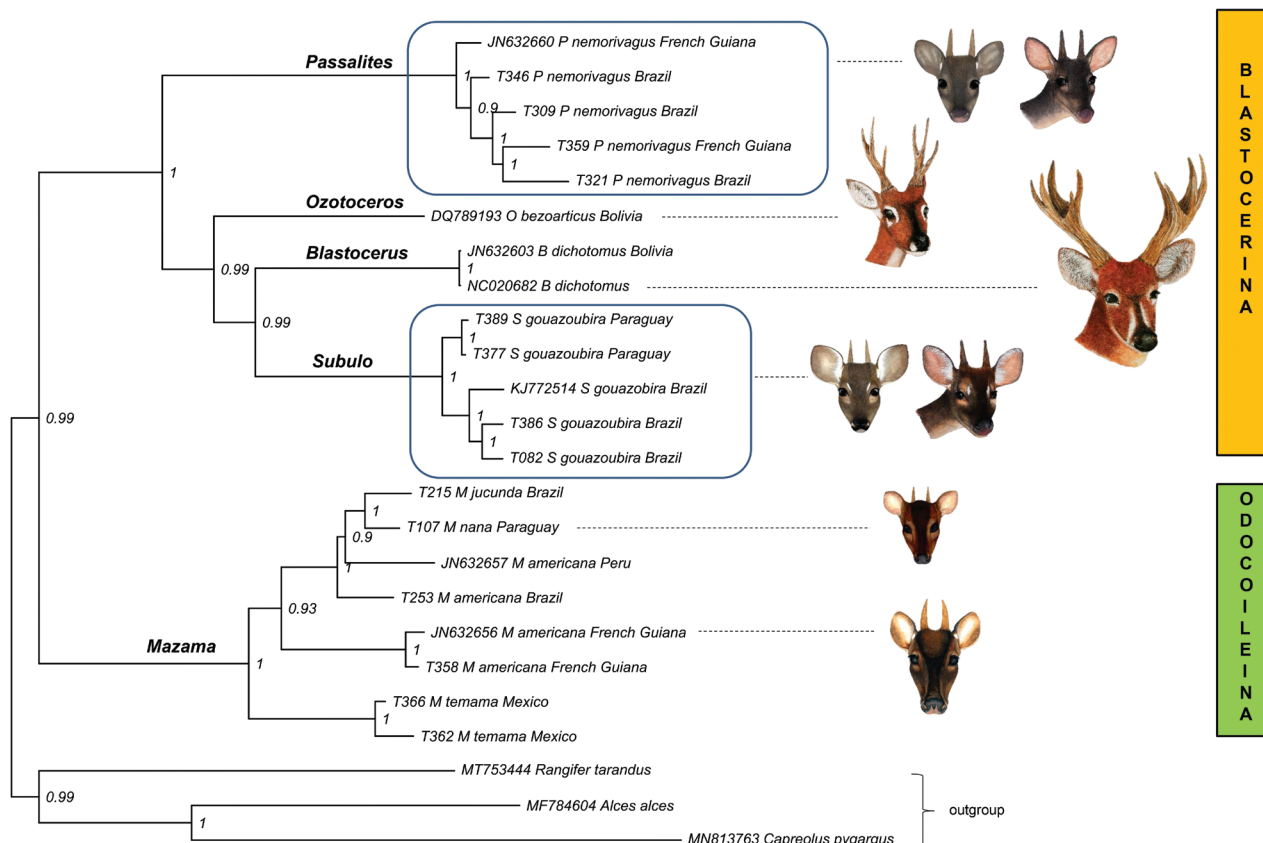 Passalites
JN632660 P nemorivagus French Guiana
1
T346 P nemorivagus Brazil
0.9
T309 P nemorivagus Brazil
1
T359 P nemorivagus French Guiana
1
T321 P nemorivagus Brazil
1
Ozotoceros
DQ789193 O bezoarticus Bolivia
0.99
Blastocerus
JN632603 B dichotomus Bolivia
1
NC020682 B dichotomus
0.99
T389 S gouazoubira Paraguay
1
T377 S gouazoubira Paraguay
Subulo
1
KJ772514 S gouazobira Brazil
1
T386 S gouazoubira Brazil
1
T082 S gouazoubira Brazil
0.99
T215 M jucunda Brazil
1
T107 M nana Paraguay
0.9
JN632657 M americana Peru
1
T253 M americana Brazil
0.93
JN632656 M americana French Guiana
1
T358 M americana French Guiana
Mazama
1
T366 M temama Mexico
1
T362 M temama Mexico
MT753444 Rangifer tarandus
0.99
MF784604 Alces alces
1
MN813763 Capreolus pygargus
outgroup
BLASTOCERINA
ODOCOILEINA